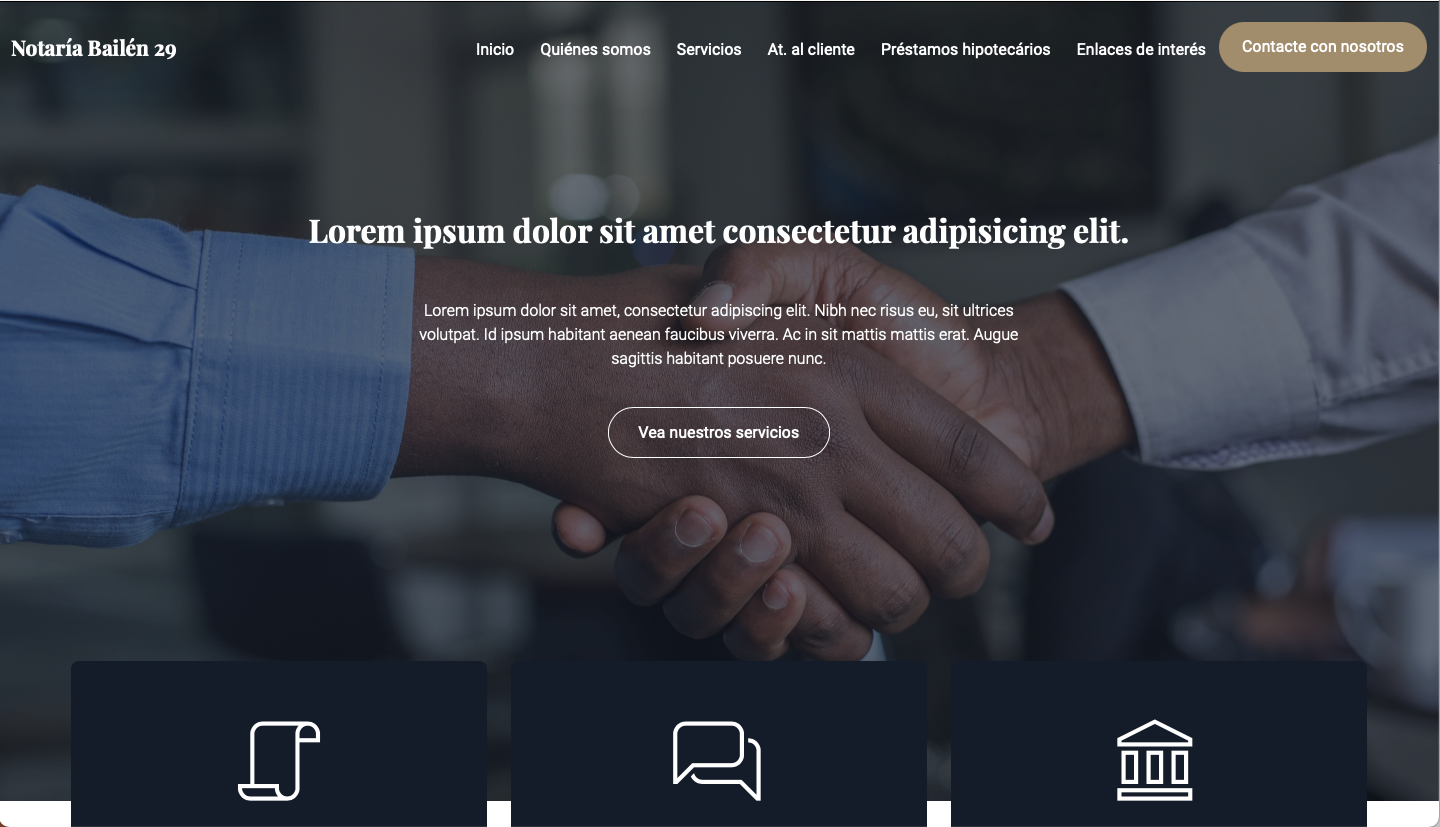 Notaría Bailén 29
Inicio
Quiénes somos
Servicios
At. al cliente
Préstamos hipotecários
Enlaces de interés
Contacte con nosotros
Lorem ipsum dolor sit amet consectetur adipisicing elit.
Lorem ipsum dolor sit amet, consectetur adipiscing elit. Nibh nec risus eu, sit ultrices
volutpat. Id ipsum habitant aenean faucibus viverra. Ac in sit mattis mattis erat. Augue
sagittis habitant posuere nunc.
Vea nuestros servicios